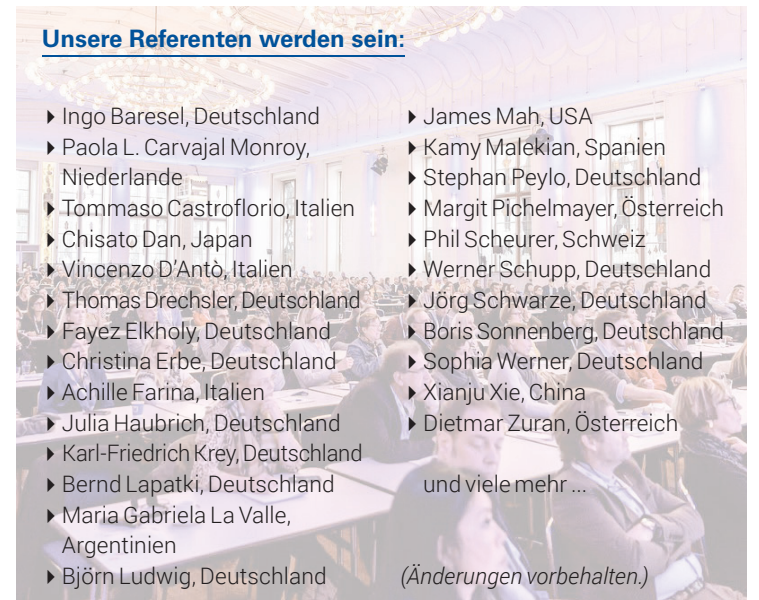 Unsere Referenten werden sein:
Ingo Baresel, Deutschland
Paola L. Carvajal Monroy,
Niederlande
Tommaso Castroflorio, Italien
Chisato Dan, Japan
Vincenzo D'Antò, Italien
Thomas Drechsler, Deutschland
Fayez Elkholy, Deutschland
Christina Erbe, Deutschland
Achille Farina, Italien
Julia Haubrich, Deutschland
Karl-Friedrich Krey, Deutschland
Bernd Lapatki, Deutschland
Maria Gabriela La Valle,
Argentinien
Björn Ludwig, Deutschland
James Mah, USA
Kamy Malekian, Spanien
Stephan Peylo, Deutschland
Margit Pichelmayer, Österreich
Phil Scheurer, Schweiz
Werner Schupp, Deutschland
Jörg Schwarze, Deutschland
Boris Sonnenberg, Deutschland
Sophia Werner, Deutschland
Xianju Xie, China
Dietmar Zuran, Österreich
und viele mehr ...
(Änderungen vorbehalten.)